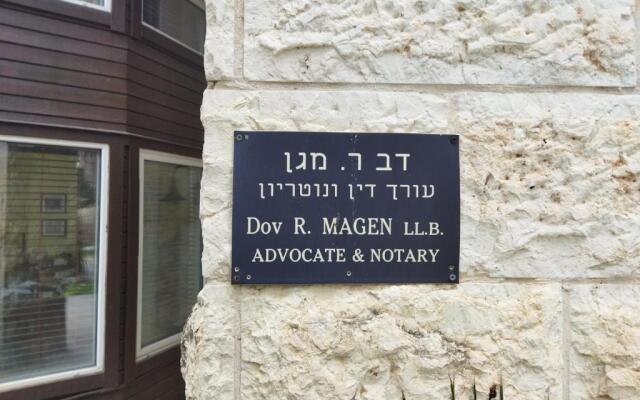 דב ר. מגן
עורך דין ונוטריון
Dov R. MAGEN LL.B.
ADVOCATE & NOTARY